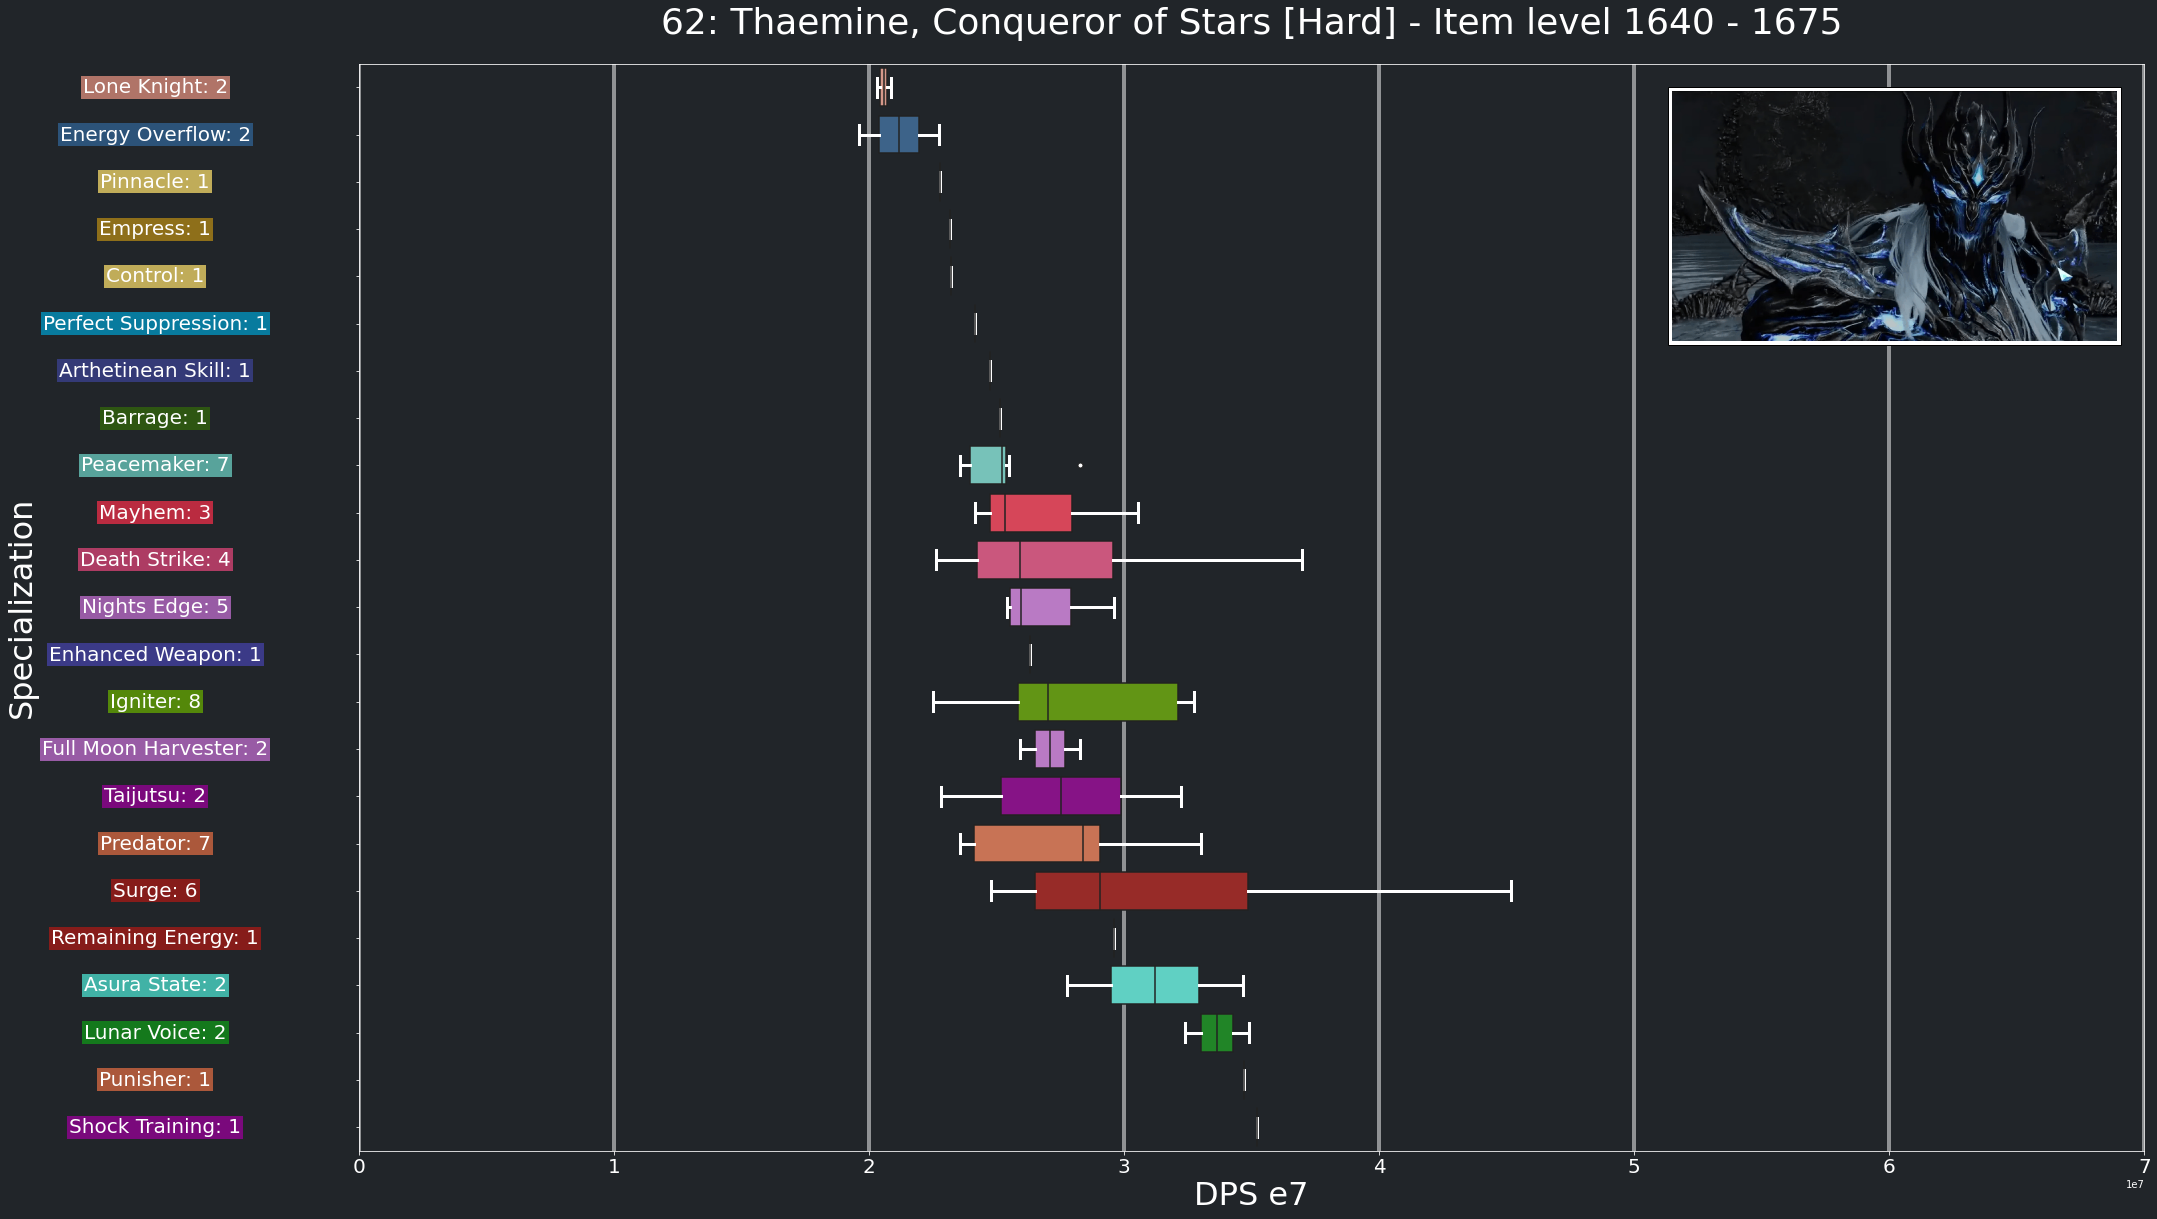 62: Thaemine, Conqueror of Stars [Hard] - Item level 1640 - 1675
Specialization
Lone Knight: 2
Energy Overflow: 2
Pinnacle: 1
Empress: 1
Control: 1
Perfect Suppression: 1
Arthetinean Skill: 1
Barrage: 1
Peacemaker: 7
Mayhem: 3
Death Strike: 4
Nights Edge: 5
Enhanced Weapon: 1
Igniter: 8
Full Moon Harvester: 2
Taijutsu: 2
Predator: 7
Surge: 6
Remaining Energy: 1
Asura State: 2
Lunar Voice: 2
Punisher: 1
Shock Training: 1
0 1 2 3 4 5 6 7
1e7
DPS e7